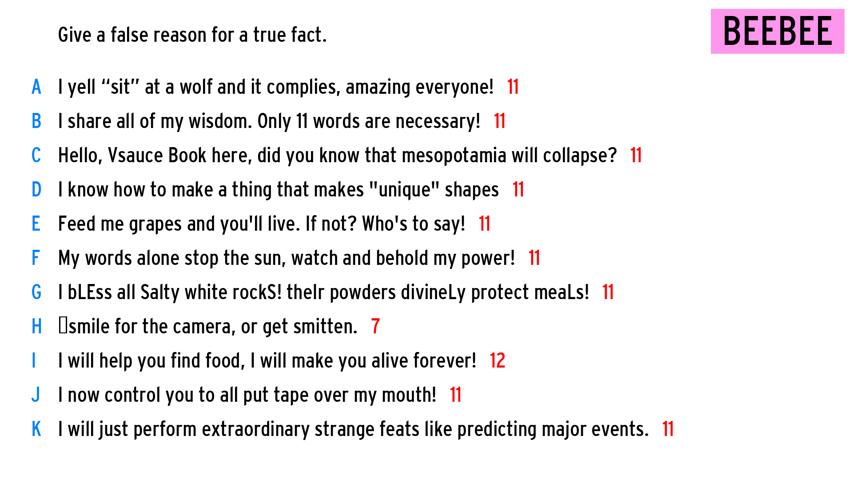 Give a false reason for a true fact.
BEEBEE
A I yell “sit” at a wolf and it complies, amazing everyone! 11
B I share all of my wisdom. Only 11 words are necessary! 11
C Hello, Vsauce Book here, did you know that mesopotamia will collapse? 11
D I know how to make a thing that makes "unique" shapes 11
E Feed me grapes and you'll live. If not? Who's to say! 11
F My words alone stop the sun, watch and behold my power! 11
G I bLEss all Salty white rockS! theIr powders divineLy protect meaLs! 11
H smile for the camera, or get smitten. 7
I I will help you find food, I will make you alive forever! 12
J I now control you to all put tape over my mouth! 11
K I will just perform extraordinary strange feats like predicting major events. 11